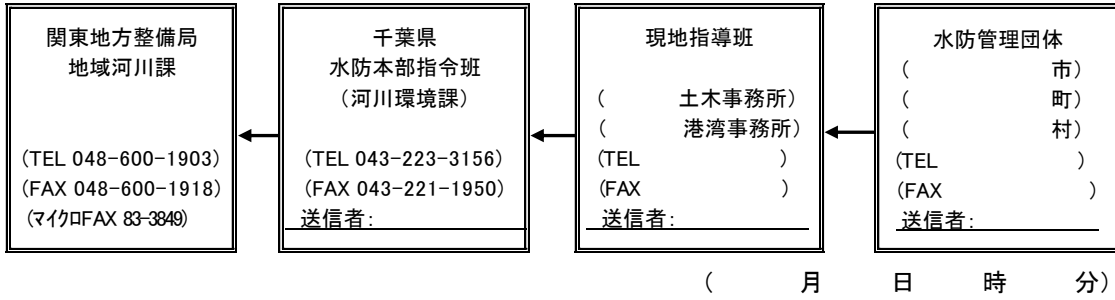 関東地方整備局
地域河川課
(TEL 048-600-1903)
(FAX 048-600-1918)
(マイクロFAX 83-3849)
千葉県
水防本部指令班
(河川環境課)
(TEL 043-223-3156)
(FAX 043-221-1950)
送信者:
現地指導班
(　　　土木事務所)
(　　　港湾事務所)
(TEL　　　　　　)
(FAX　　　　　　)
送信者:
水防管理団体
(　　　　　　市)
(　　　　　　町)
(　　　　　　村)
(TEL　　　　　　)
(FAX　　　　　　)
送信者:
(　　　月　　　日　　　時　　　分)